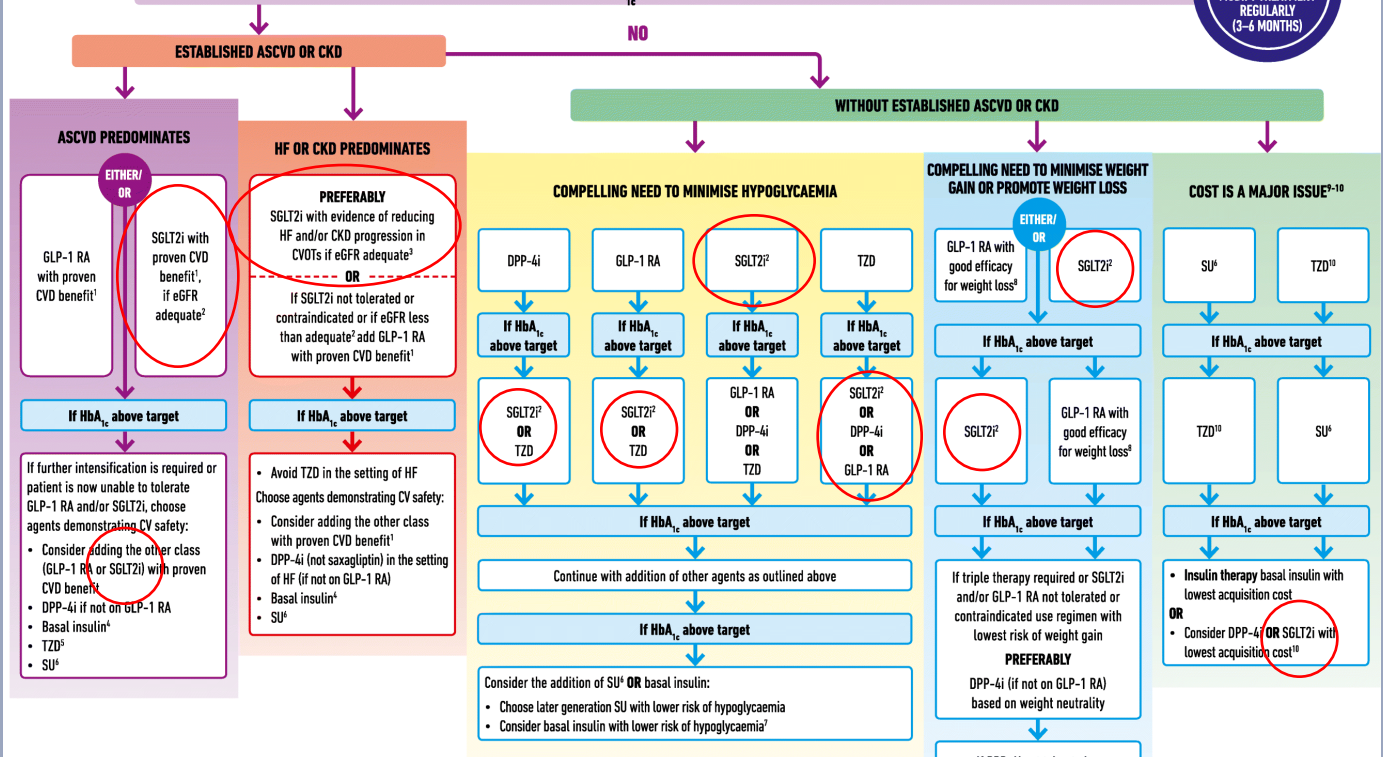 1c
REGULARLY
(3–6 MONTHS)
NO
ESTABLISHED ASCVD OR CKD
WITHOUT ESTABLISHED ASCVD OR CKD
ASCVD PREDOMINATES
EITHER/
OR
GLP-1 RA
with proven
CVD benefit¹
SGLT2i with
proven CVD
benefit¹,
if eGFR
adequate²
If HbA1c above target
If further intensification is required or
patient is now unable to tolerate
GLP-1 RA and/or SGLT2i, choose
agents demonstrating CV safety:
• Consider adding the other class
(GLP-1 RA or SGLT2i) with proven
CVD benefit
• DPP-4i if not on GLP-1 RA
• Basal insulin⁴
• TZD⁵
• SU⁶
HF OR CKD PREDOMINATES
PREFERABLY
SGLT2i with evidence of reducing
HF and/or CKD progression in
CVOTs if eGFR adequate³
OR
If SGLT2i not tolerated or
contraindicated or if eGFR less
than adequate² add GLP-1 RA
with proven CVD benefit¹
If HbA1c above target
• Avoid TZD in the setting of HF
Choose agents demonstrating CV safety:
• Consider adding the other class
with proven CVD benefit¹
• DPP-4i (not saxagliptin) in the setting
of HF (if not on GLP-1 RA)
• Basal insulin⁴
• SU⁶
COMPELLING NEED TO MINIMISE HYPOGLYCAEMIA
DPP-4i
GLP-1 RA
SGLT2i²
TZD
If HbA1c
above target
If HbA1c
above target
If HbA1c
above target
If HbA1c
above target
SGLT2i²
OR
TZD
SGLT2i²
OR
TZD
GLP-1 RA
OR
DPP-4i
OR
TZD
SGLT2i²
OR
DPP-4i
OR
GLP-1 RA
If HbA1c above target
Continue with addition of other agents as outlined above
If HbA1c above target
Consider the addition of SU⁶ OR basal insulin:
• Choose later generation SU with lower risk of hypoglycaemia
• Consider basal insulin with lower risk of hypoglycaemia⁷
COMPELLING NEED TO MINIMISE WEIGHT
GAIN OR PROMOTE WEIGHT LOSS
EITHER/
OR
GLP-1 RA with
good efficacy
for weight loss⁸
SGLT2i²
If HbA1c above target
SGLT2i²
GLP-1 RA with
good efficacy
for weight loss⁸
If HbA1c above target
If triple therapy required or SGLT2i
and/or GLP-1 RA not tolerated or
contraindicated use regimen with
lowest risk of weight gain
PREFERABLY
DPP-4i (if not on GLP-1 RA)
based on weight neutrality
COST IS A MAJOR ISSUE⁹⁻¹⁰
SU⁶
TZD¹⁰
If HbA1c above target
TZD¹⁰
SU⁶
If HbA1c above target
• Insulin therapy basal insulin with
lowest acquisition cost
OR
• Consider DPP-4i OR SGLT2i with
lowest acquisition cost¹⁰